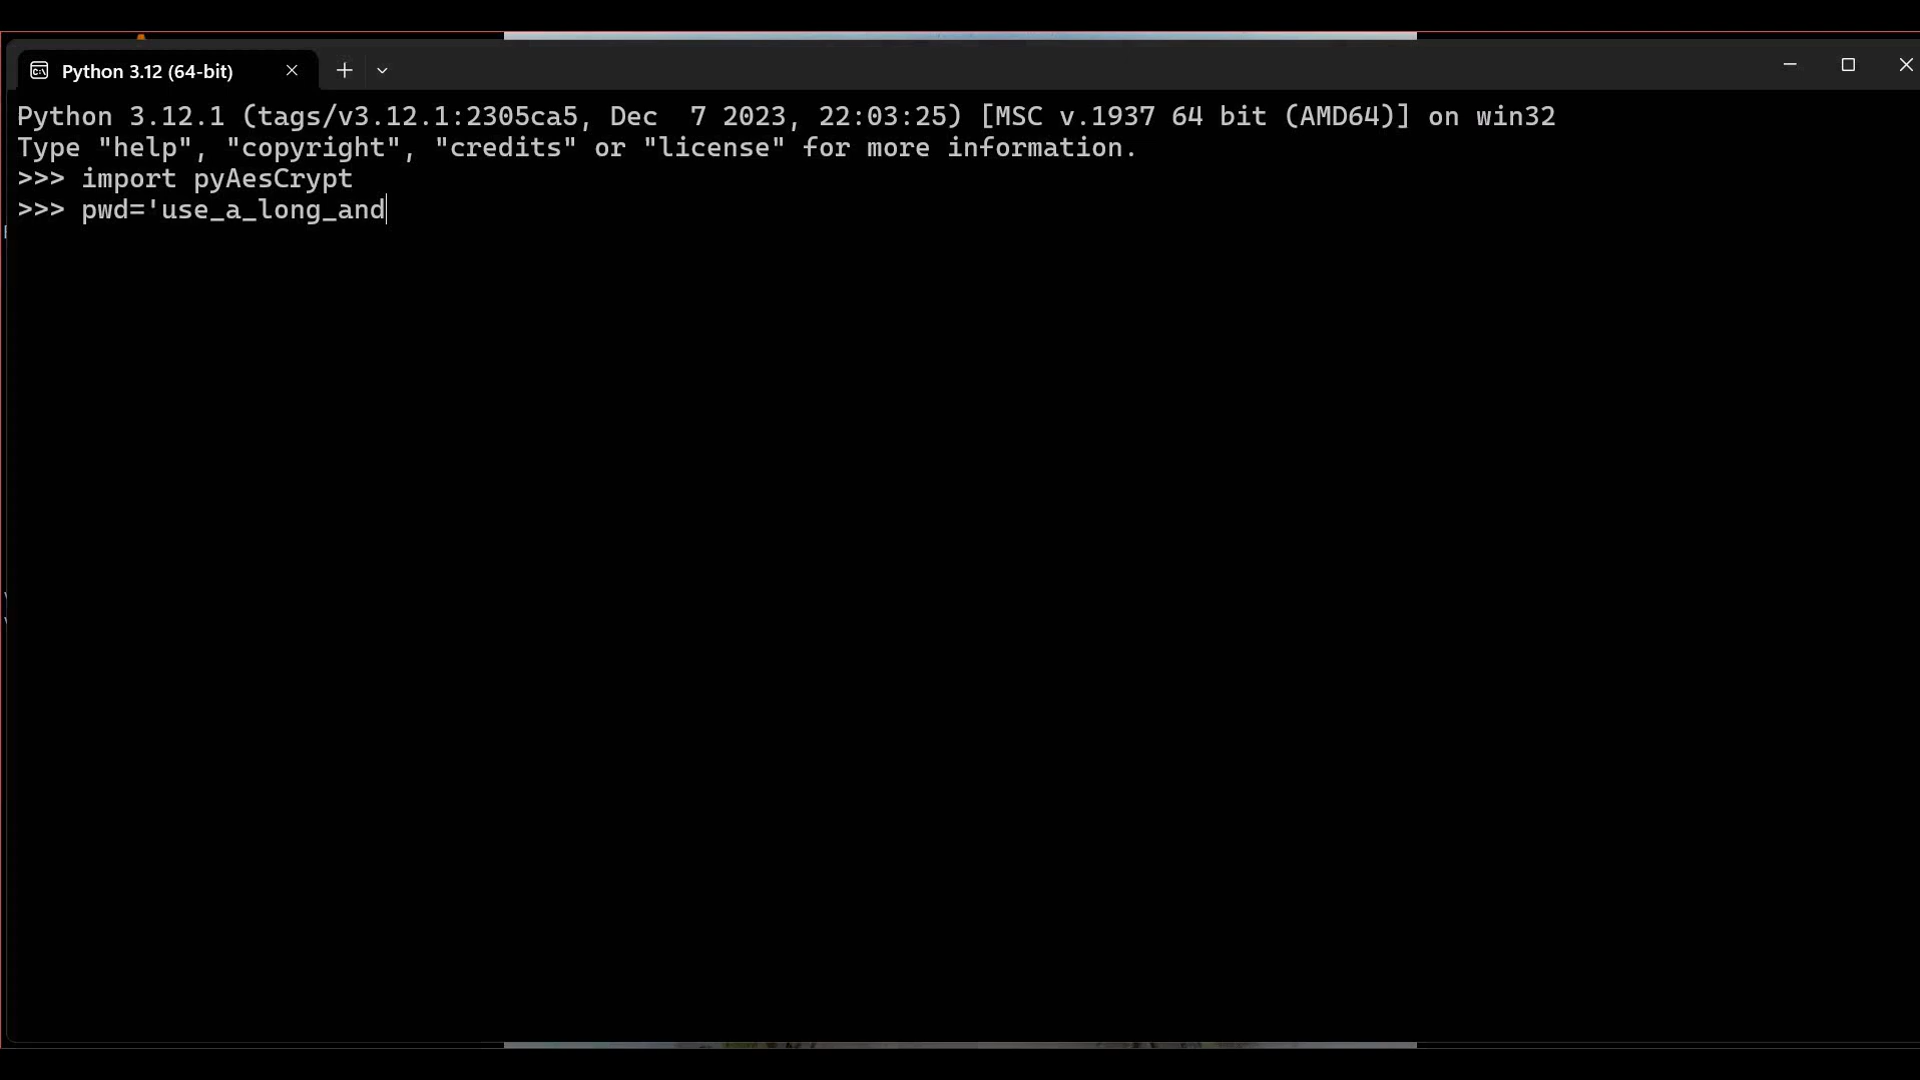 Python 3.12 (64-bit)
Python 3.12.1 (tags/v3.12.1:2305ca5, Dec  7 2023, 22:03:25) [MSC v.1937 64 bit (AMD64)] on win32
Type "help", "copyright", "credits" or "license" for more information.
>>> import pyAesCrypt
>>> pwd='use_a_long_and